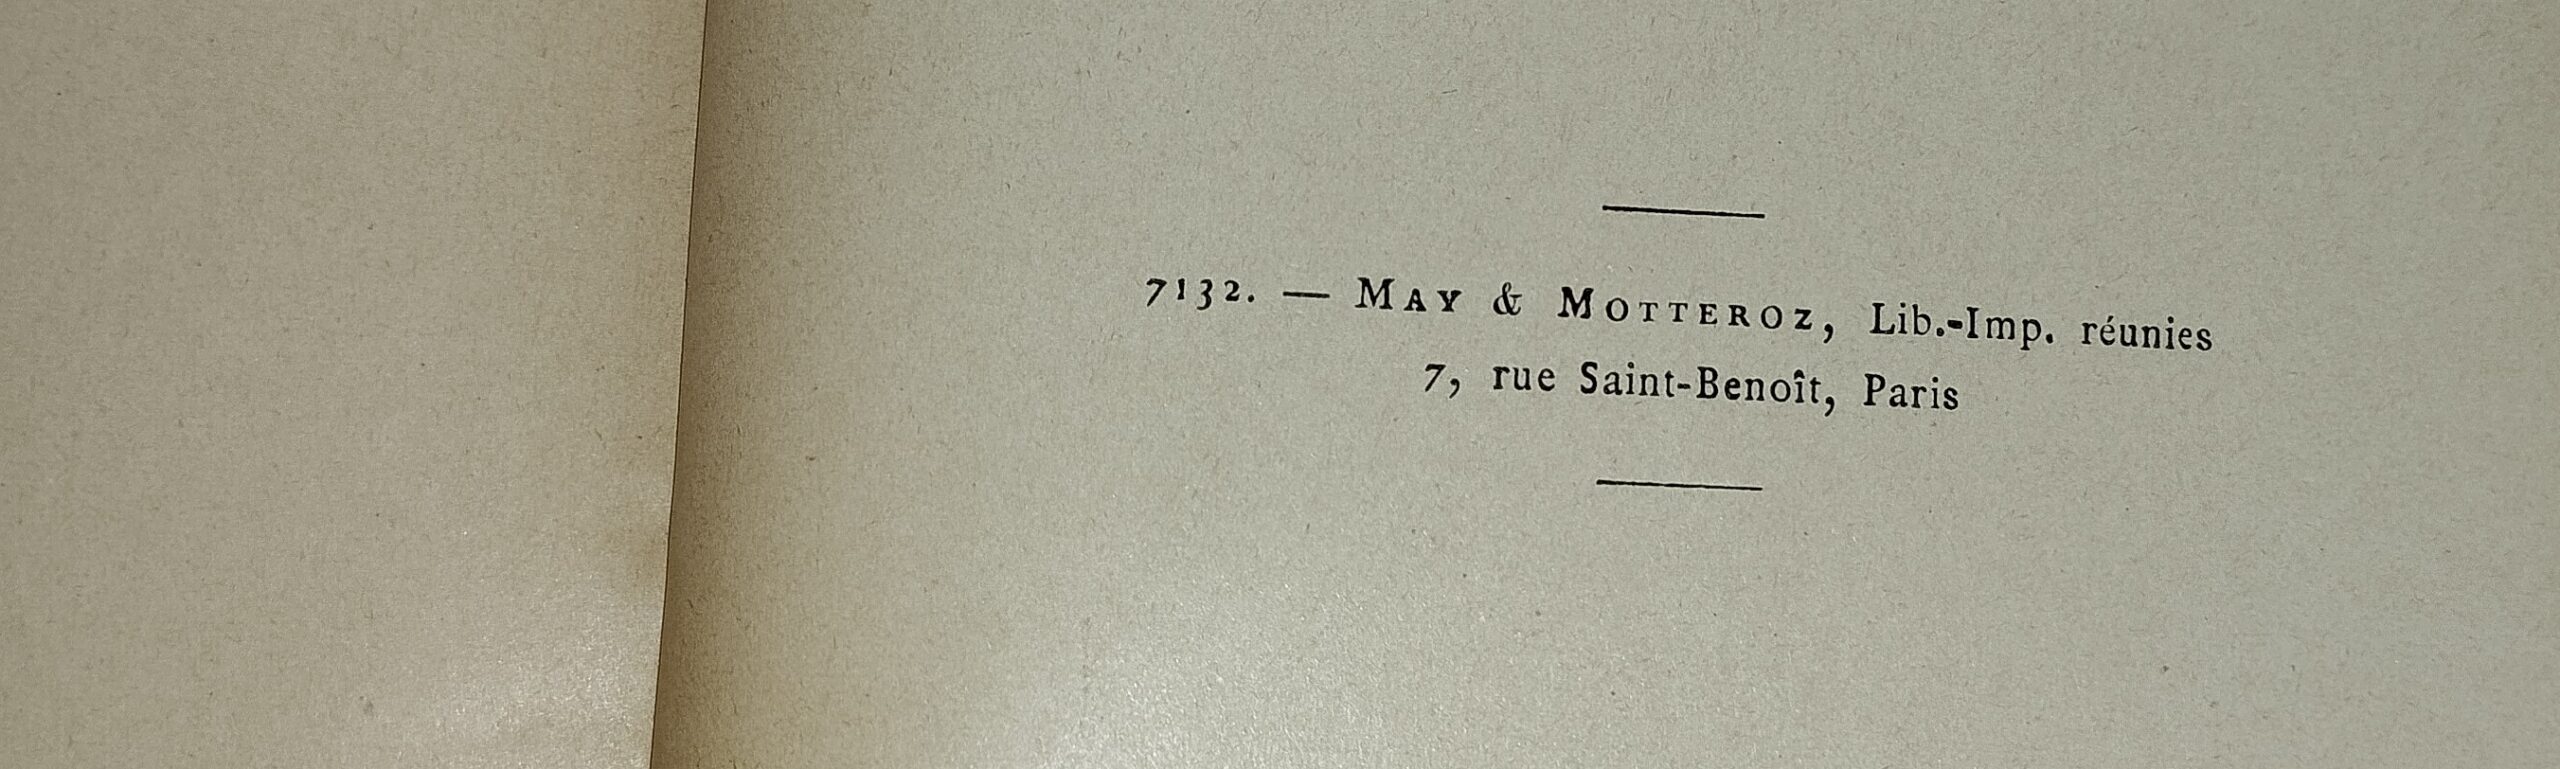 7132. — May & Motteroz, Lib.-Imp. réunies
7, rue Saint-Benoît, Paris